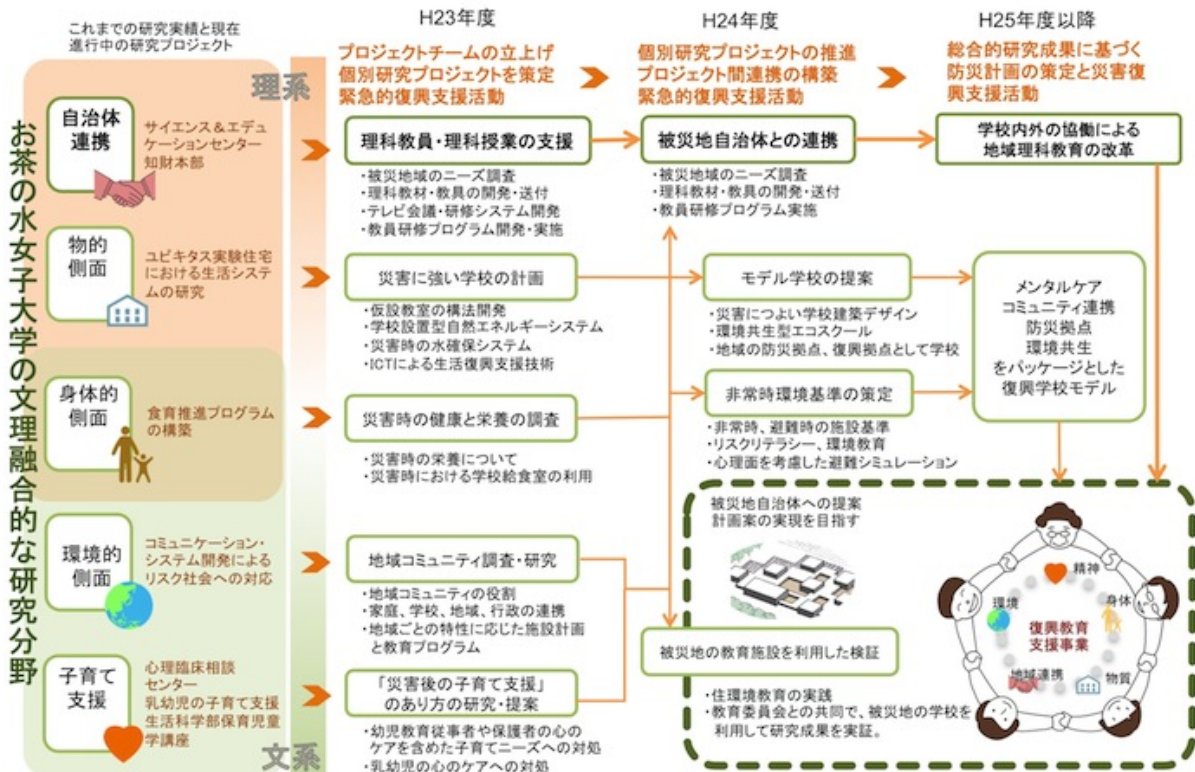 お茶の水女子大学の文理融合的な研究分野
これまでの研究実績と現在
進行中の研究プロジェクト
理系
自治体
連携
サイエンス＆エデュ
ケーションセンター
知財本部
物的
側面
ユビキタス実験住宅
における生活システ
ムの研究
身体的
側面
食育推進プログラム
の構築
環境的
側面
コミュニケーション・
システム開発による
リスク社会への対応
子育て
支援
心理臨床相談
センター
乳幼児の子育て支援
生活科学部保育児童
学講座
文系
H23年度
プロジェクトチームの立上げ
個別研究プロジェクトを策定
緊急的復興支援活動
理科教員・理科授業の支援
・被災地域のニーズ調査
・理科教材・教具の開発・送付
・テレビ会議・研修システム開発
・教員研修プログラム開発・実施
災害に強い学校の計画
・仮設教室の構法開発
・学校設置型自然エネルギーシステム
・災害時の水確保システム
・ICTによる生活復興支援技術
災害時の健康と栄養の調査
・災害時の栄養について
・災害時における学校給食室の利用
地域コミュニティ調査・研究
・地域コミュニティの役割
・家庭、学校、地域、行政の連携
・地域ごとの特性に応じた施設計画
と教育プログラム
「災害後の子育て支援」
のあり方の研究・提案
・幼児教育従事者や保護者の心の
ケアを含めた子育てニーズへの対処
・乳幼児の心のケアへの対処
H24年度
個別研究プロジェクトの推進
プロジェクト間連携の構築
緊急的復興支援活動
被災地自治体との連携
・被災地域のニーズ調査
・理科教材・教具の開発・送付
・教員研修プログラム実施
モデル学校の提案
・災害につよい学校建築デザイン
・環境共生型エコスクール
・地域の防災拠点、復興拠点として学校
非常時環境基準の策定
・非常時、避難時の施設基準
・リスクリテラシー、環境教育
・心理面を考慮した避難シミュレーション
H25年度以降
総合的研究成果に基づく
防災計画の策定と災害復
興支援活動
学校内外の協働による
地域理科教育の改革
メンタルケア
コミュニティ連携
防災拠点
環境共生
をパッケージとした
復興学校モデル
被災地自治体への提案
計画案の実現を目指す
被災地の教育施設を利用した検証
・住環境教育の実践
・教育委員会との共同で、被災地の学校を
利用して研究成果を実証。
精神
環境
身体
復興教育
支援事業
地域連携
物質